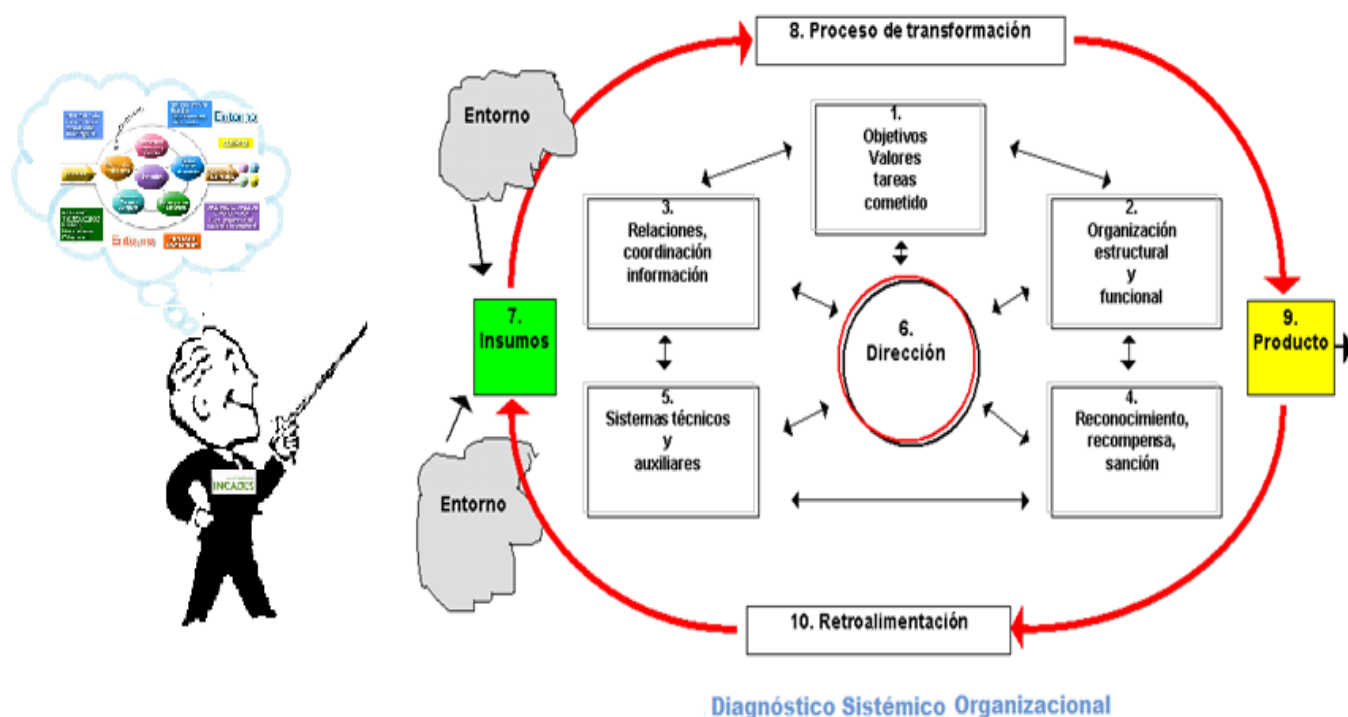 8. Proceso de transformación
Entorno
1.
Objetivos
Valores
tareas
cometido
3.
Relaciones,
coordinación
información
2.
Organización
estructural
y
funcional
7.
Insumos
6.
Dirección
9.
Producto
5.
Sistemas técnicos
y
auxiliares
4.
Reconocimiento,
recompensa,
sanción
Entorno
10. Retroalimentación
Diagnóstico Sistémico Organizacional
Entorno
Entorno
INCADES